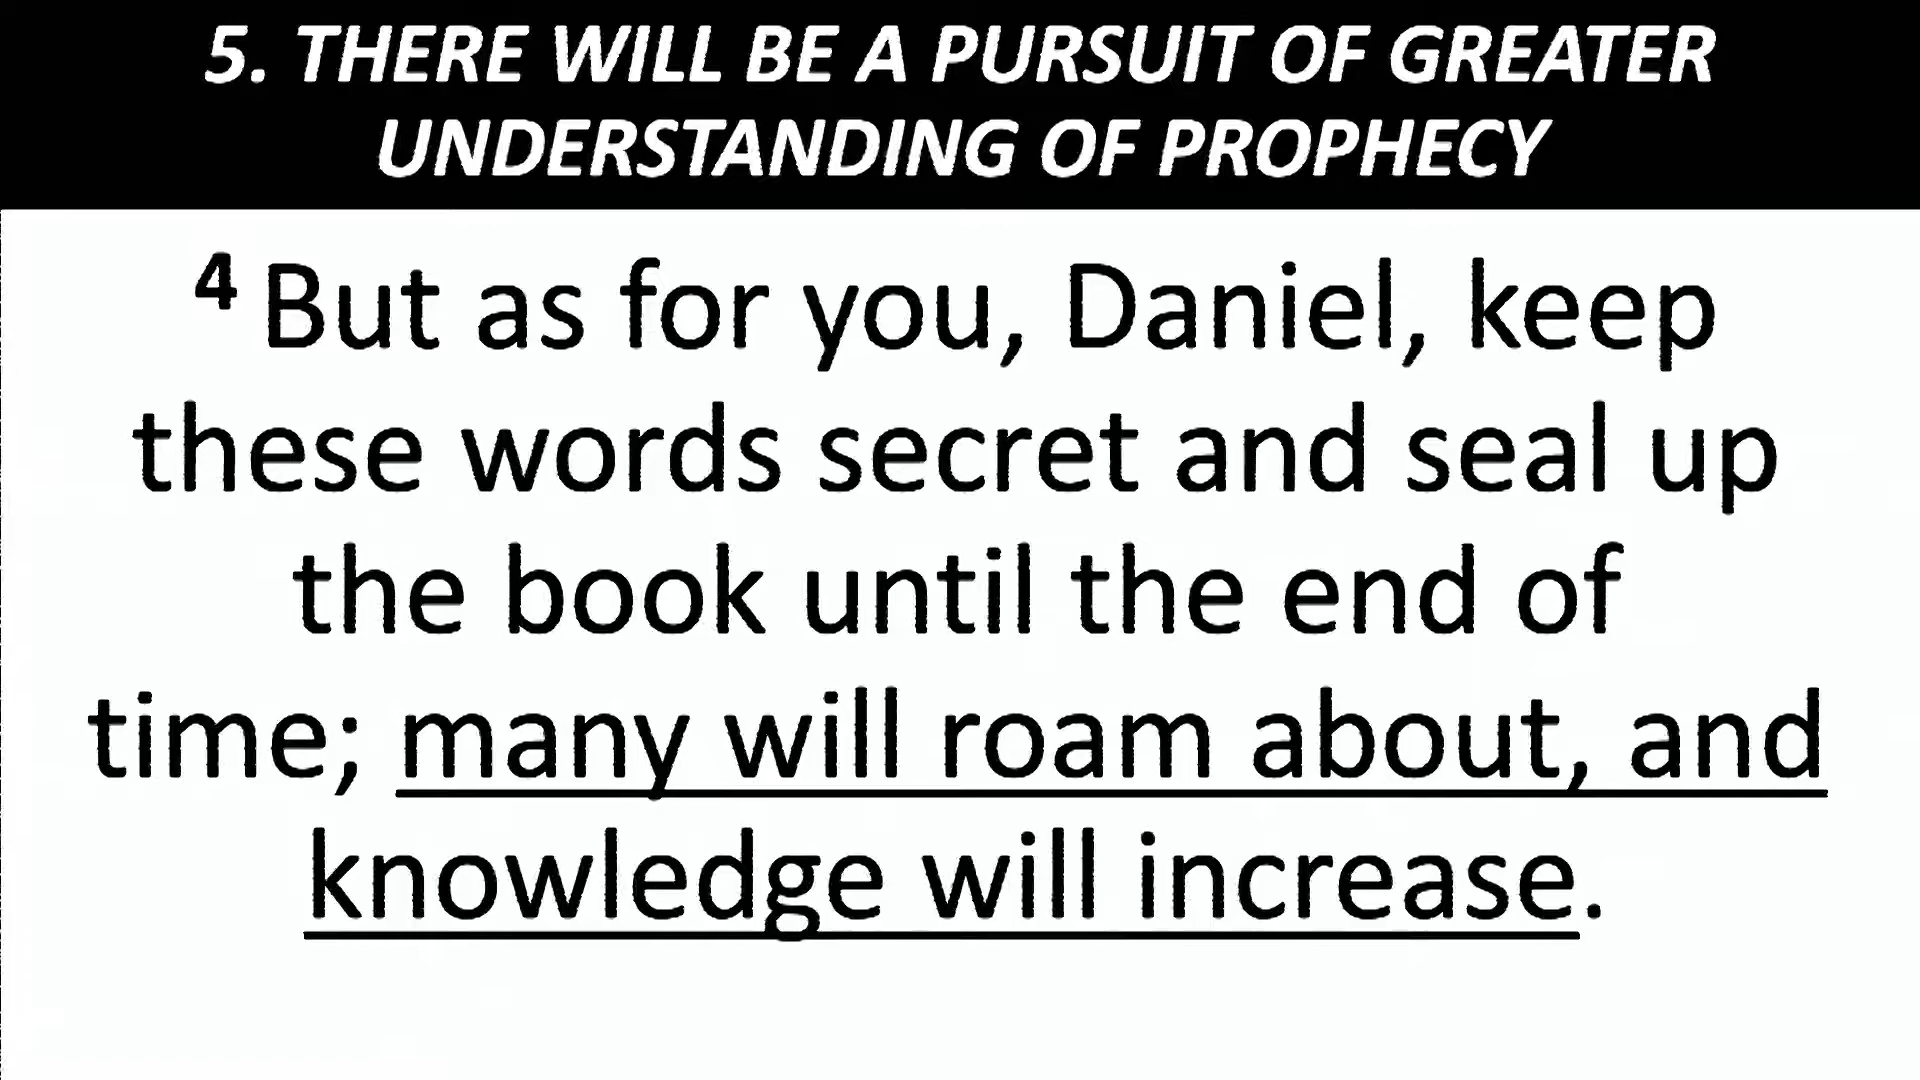 5. THERE WILL BE A PURSUIT OF GREATER
UNDERSTANDING OF PROPHECY
4 But as for you, Daniel, keep
these words secret and seal up
the book until the end of
time; many will roam about, and
knowledge will increase.